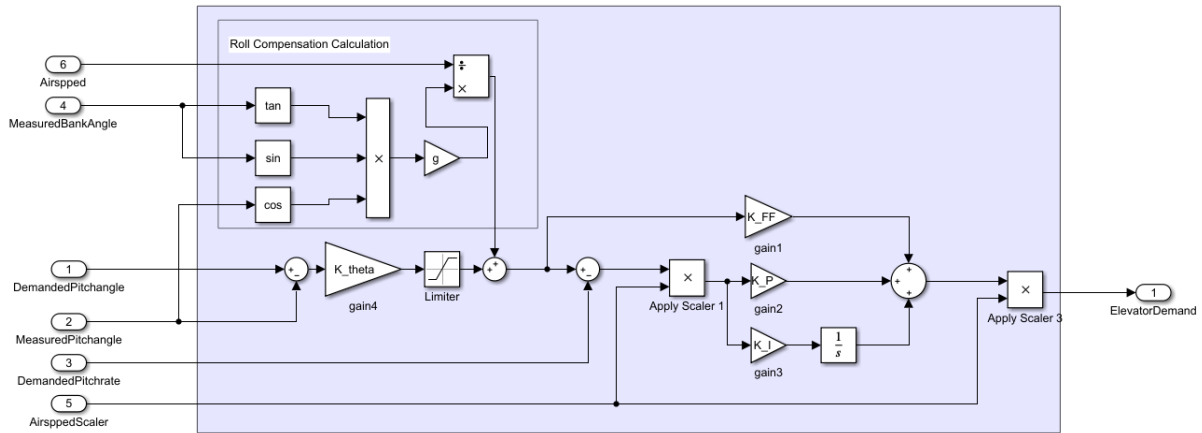 Roll Compensation Calculation
6
Airspped
÷
×
4
MeasuredBankAngle
tan
sin
×
g
cos
K_FF
gain1
1
DemandedPitchangle
+
−
K_theta
gain4
Limiter
+
+
+
−
×
Apply Scaler 1
K_P
gain2
+
+
+
×
Apply Scaler 3
1
ElevatorDemand
2
MeasuredPitchangle
K_I
gain3
1
s
3
DemandedPitchrate
5
AirsppedScaler